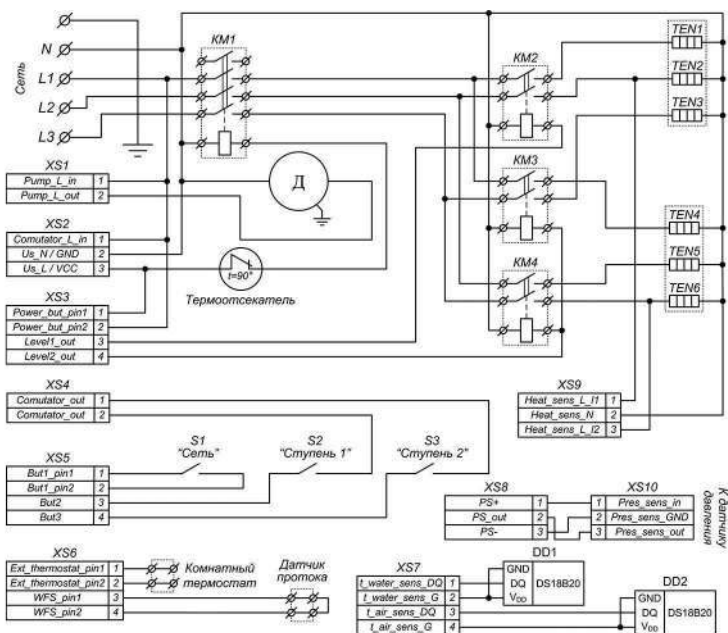 Сеть
N
L1
L2
L3
KM1
KM2
KM3
KM4
TEN1
TEN2
TEN3
TEN4
TEN5
TEN6
XS1
Pump_L_in 1
Pump_L_out 2
Д
XS2
Comutator_L_in 1
Us_N / GND 2
Us_L / VCC 3
t=90°
Термоотсекатель
XS3
Power_but_pin1 1
Power_but_pin2 2
Level1_out 3
Level2_out 4
XS4
Comutator_out 1
Comutator_out 2
XS9
Heat_sens_L_I1 1
Heat_sens_N 2
Heat_sens_L_I2 3
XS5
But1_pin1 1
But1_pin2 2
But2 3
But3 4
S1
"Сеть"
S2
"Ступень 1"
S3
"Ступень 2"
XS8
PS+ 1
PS_out 2
PS- 3
XS10
1 Pres_sens_in
2 Pres_sens_GND
3 Pres_sens_out
К датчику
давления
XS6
Ext_thermostat_pin1 1
Ext_thermostat_pin2 2
WFS_pin1 3
WFS_pin2 4
Комнатный
термостат
Датчик
протока
XS7
t_water_sens_DQ 1
t_water_sens_G 2
t_air_sens_DQ 3
t_air_sens_G 4
DD1
GND
DQ DS18B20
VDD
DD2
GND
DQ DS18B20
VDD